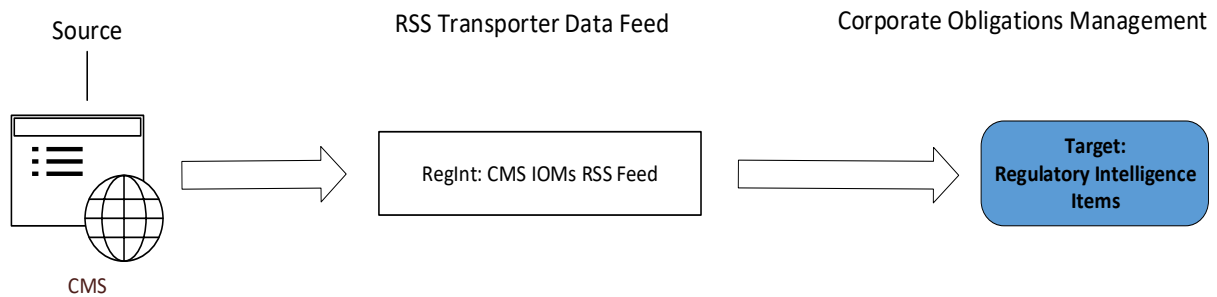 Source
RSS Transporter Data Feed
Corporate Obligations Management
RegInt: CMS IOMs RSS Feed
Target:
Regulatory Intelligence
Items
CMS